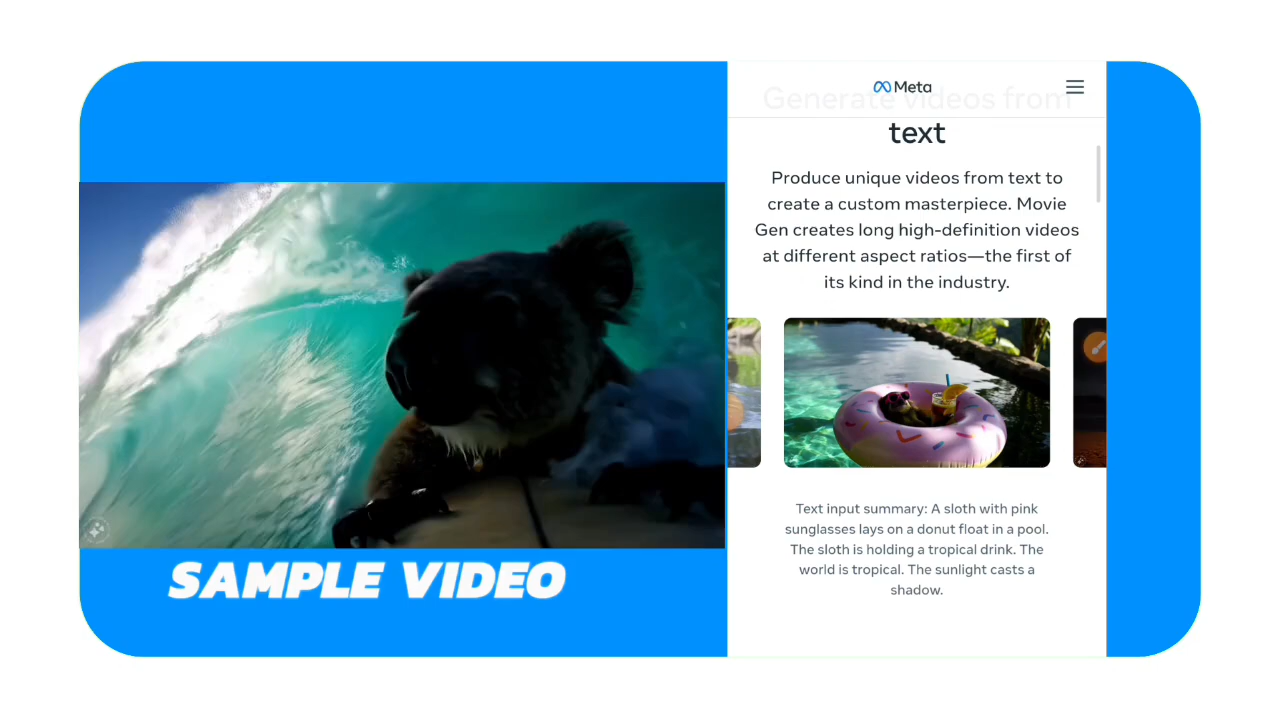 SAMPLE VIDEO
Meta
Generate videos from
text
Produce unique videos from text to
create a custom masterpiece. Movie
Gen creates long high-definition videos
at different aspect ratios—the first of
its kind in the industry.
Text input summary: A sloth with pink
sunglasses lays on a donut float in a pool.
The sloth is holding a tropical drink. The
world is tropical. The sunlight casts a
shadow.